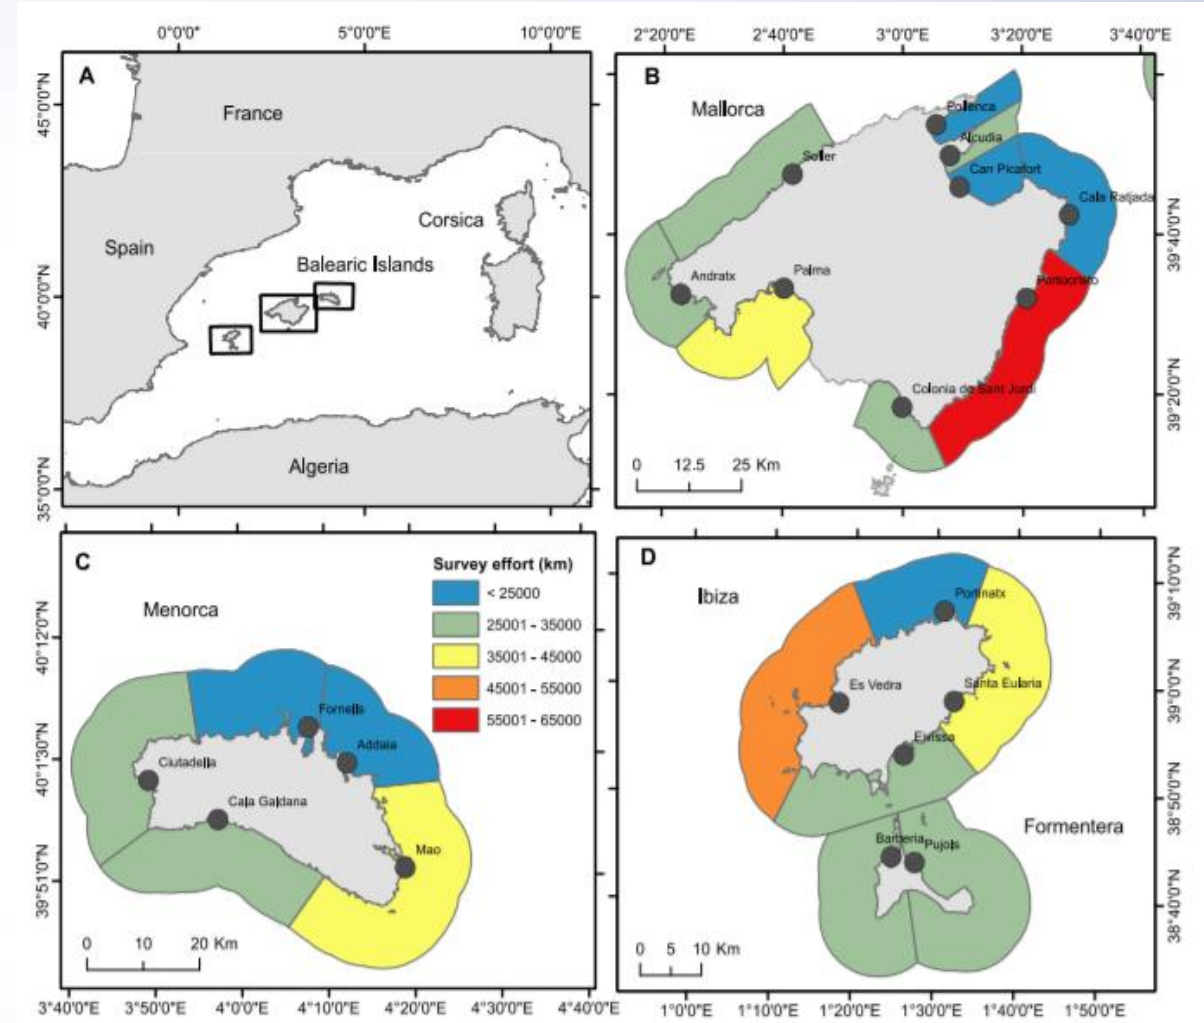 0°0'0"
5°0'0"E
10°0'0"E
A
45°0'0"N
40°0'0"N
35°0'0"N
France
Spain
Corsica
Balearic Islands
Algeria
2°20'0"E
2°40'0"E
3°0'0"E
3°20'0"E
3°40'0"E
B
Mallorca
Pollenca
Alcudia
Can Picafort
Soller
Cala Ratjada
Andratx
Palma
Portocristo
Colonia de Sant Jordi
39°40'0"N
39°20'0"N
0 12.5 25 Km
C
Menorca
Survey effort (km)
< 25000
25001 - 35000
35001 - 45000
45001 - 55000
55001 - 65000
40°12'0"N
40°1'30"N
39°51'0"N
Fornells
Addaia
Ciutadella
Cala Galdana
Mao
0 10 20 Km
3°40'0"E
3°50'0"E
4°0'0"E
4°10'0"E
4°20'0"E
4°30'0"E
4°40'0"E
D
Ibiza
Portinatx
Es Vedra
Santa Eularia
Eivissa
Formentera
Barberia
Pujols
39°10'N
39°0'0"N
38°50'N
38°40'0"N
0 5 10 Km
1°0'0"E
1°10'0"E
1°20'0"E
1°30'0"E
1°40'0"E
1°50'0"E